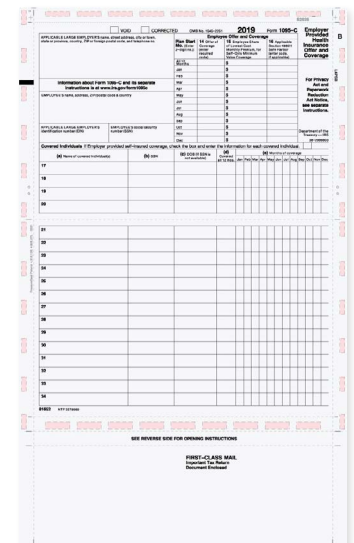 VOID CORRECTED OMB No. 1545-2251 2019 Form 1095-C Employer Provided Health Insurance Offer and Coverage
B
APPLICABLE LARGE EMPLOYER'S name, street address, city or town,
state or province, country, ZIP or foreign postal code, and telephone no.
Employee Offer and Coverage
Plan Start Mo. (Enter 2-digit no.)
14 Offer of Coverage (enter required code)
15 Employee Share of Lowest Cost Monthly Premium, for Self-Only Minimum Value Coverage
16 Applicable Section 4980H Safe Harbor (enter code, if applicable)
All 12 Months $
Jan $
Feb $
Mar $
Apr $
May $
Jun $
Jul $
Aug $
Sep $
Oct $
Nov $
Dec $
Information about Form 1095-C and its separate
instructions is at www.irs.gov/form1095c
EMPLOYEE'S name, address, ZIP/postal code & country
For Privacy
Act and
Paperwork
Reduction
Act Notice,
see separate
instructions.
APPLICABLE LARGE EMPLOYER'S
identification number (EIN)
EMPLOYEE'S social security
number (SSN)
Department of the
Treasury — IRS
Covered Individuals If Employer provided self-insured coverage, check the box and enter the information for each covered individual.
(a) Name of covered individual(s) (b) SSN (c) DOB (If SSN is not available) (d) Covered all 12 mos. (e) Months of coverage
Jan Feb Mar Apr May Jun Jul Aug Sep Oct Nov Dec
17
18
19
20
21
22
23
24
25
26
27
28
29
30
31
32
33
34
SEE REVERSE SIDE FOR OPENING INSTRUCTIONS
FIRST-CLASS MAIL
Important Tax Return
Document Enclosed